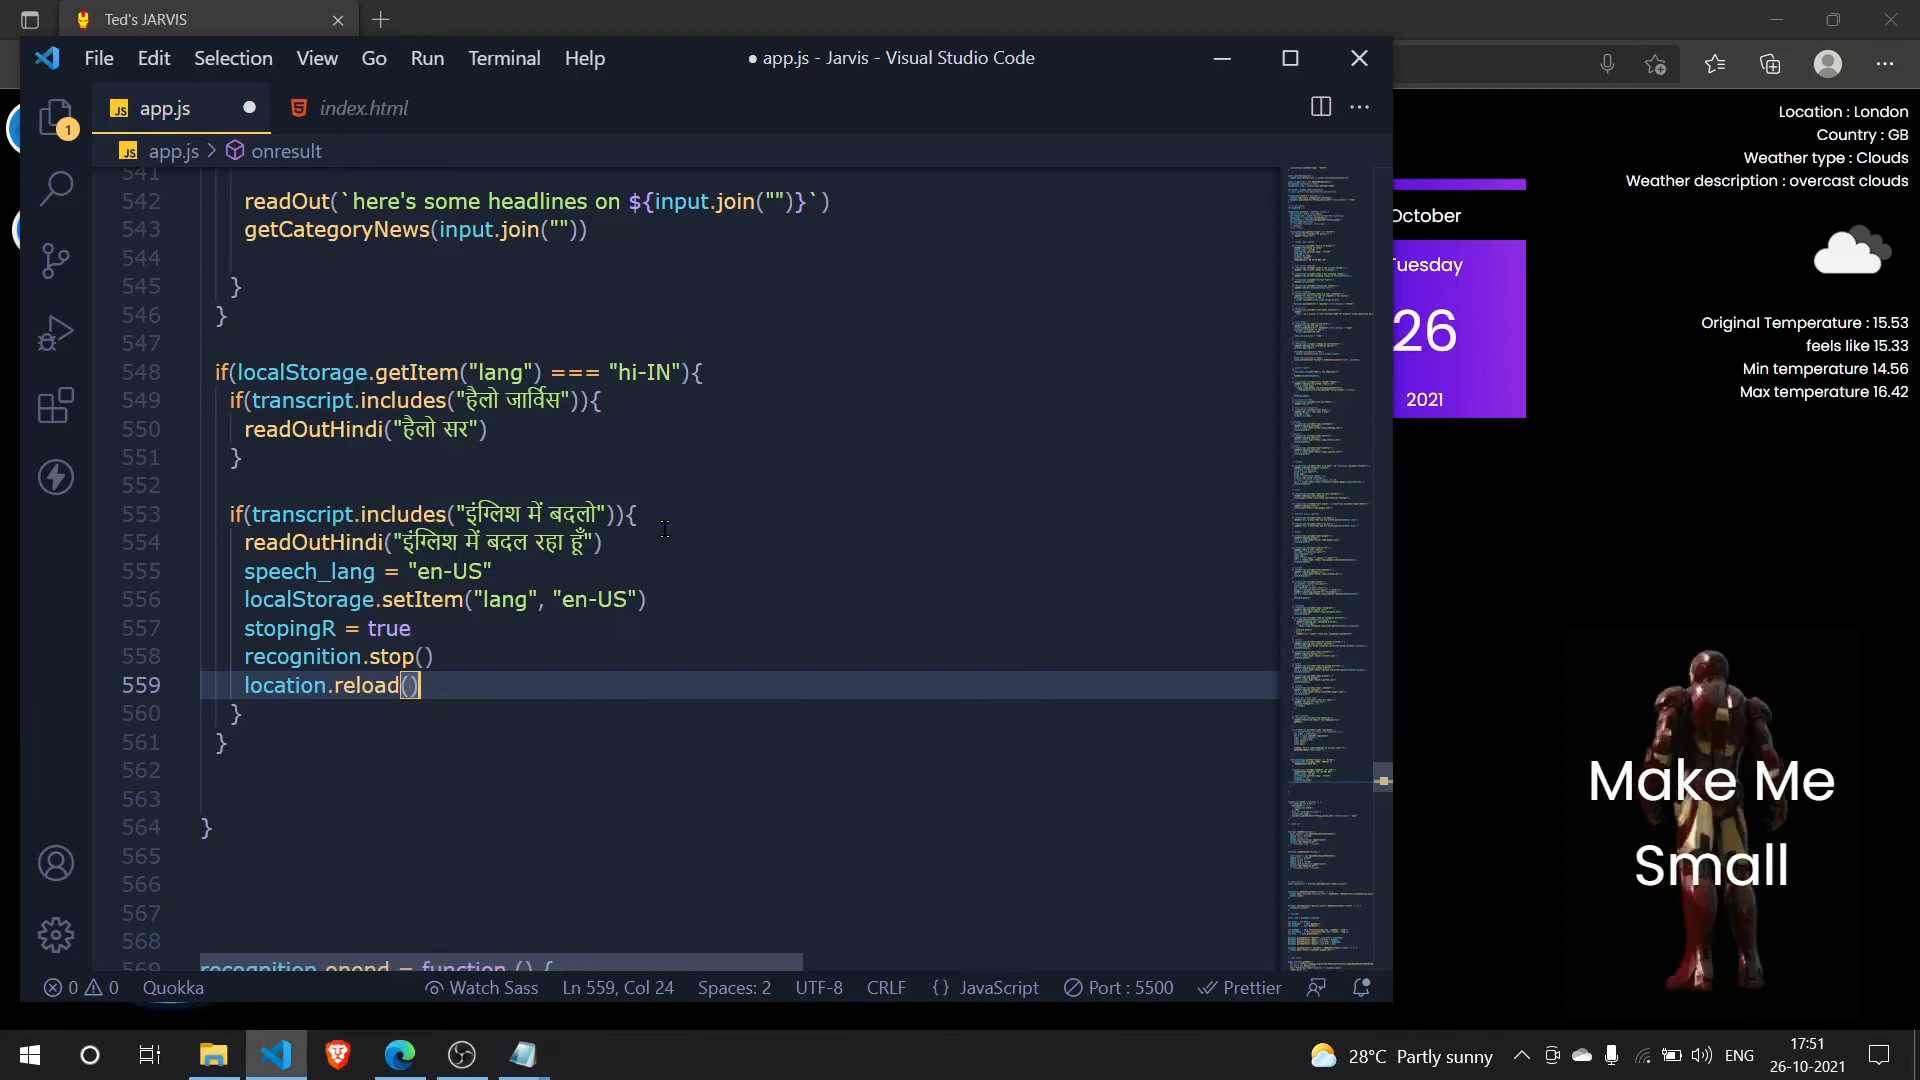 Ted's JARVIS
File Edit Selection View Go Run Terminal Help
● app.js - Jarvis - Visual Studio Code
JS app.js ●
index.html
1
JS app.js > onresult
541
542 readOut(`here's some headlines on ${input.join("")}`)
543 getCategoryNews(input.join(""))
544
545 }
546 }
547
548 if(localStorage.getItem("lang") === "hi-IN"){
549 if(transcript.includes("हैलो जार्विस")){
550 readOutHindi("हैलो सर")
551 }
552
553 if(transcript.includes("इंग्लिश में बदलो")){
554 readOutHindi("इंग्लिश में बदल रहा हूँ")
555 speech_lang = "en-US"
556 localStorage.setItem("lang", "en-US")
557 stopingR = true
558 recognition.stop()
559 location.reload()
560 }
561 }
562
563
564 }
565
566
567
568
569 recognition.onend = function () {
0 0 Quokka Watch Sass Ln 559, Col 24 Spaces: 2 UTF-8 CRLF {} JavaScript Port : 5500 Prettier
Location : London
Country : GB
Weather type : Clouds
Weather description : overcast clouds
October
Tuesday
26
2021
Original Temperature : 15.53
feels like 15.33
Min temperature 14.56
Max temperature 16.42
Make Me
Small
28°C Partly sunny
ENG
17:51
26-10-2021